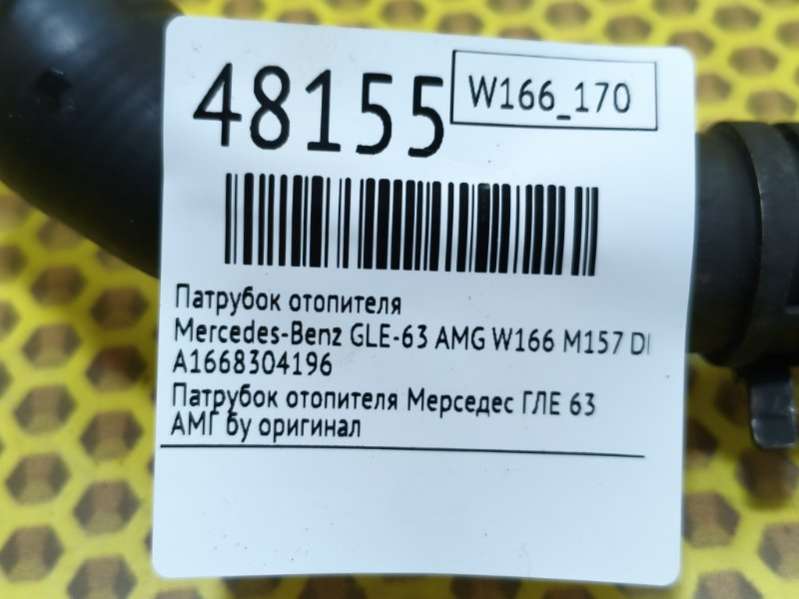 48155
W166_170
Патрубок отопителя
Mercedes-Benz GLE-63 AMG W166 M157 DI
A1668304196
Патрубок отопителя Мерседес ГЛЕ 63
АМГ бу оригинал